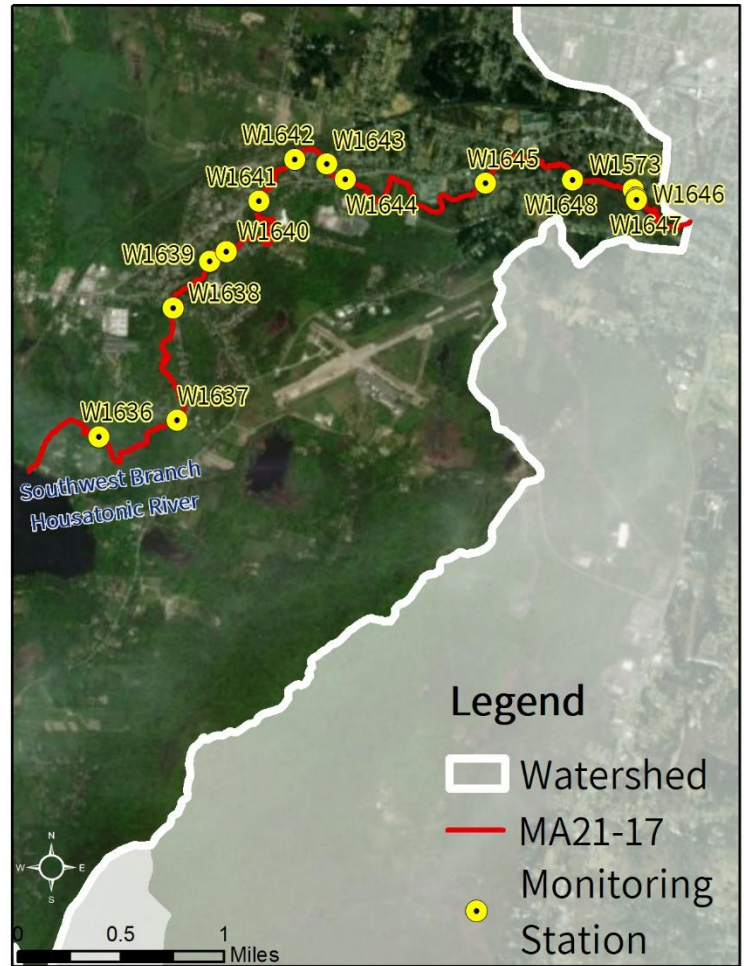 W1642
W1643
W1641
W1645
W1573
W1644
W1648
W1646
W1647
W1640
W1639
W1638
W1637
W1636
Southwest Branch
Housatonic River
Legend
Watershed
MA21-17
Monitoring
Station
N
W
E
S
0
0.5
1
Miles